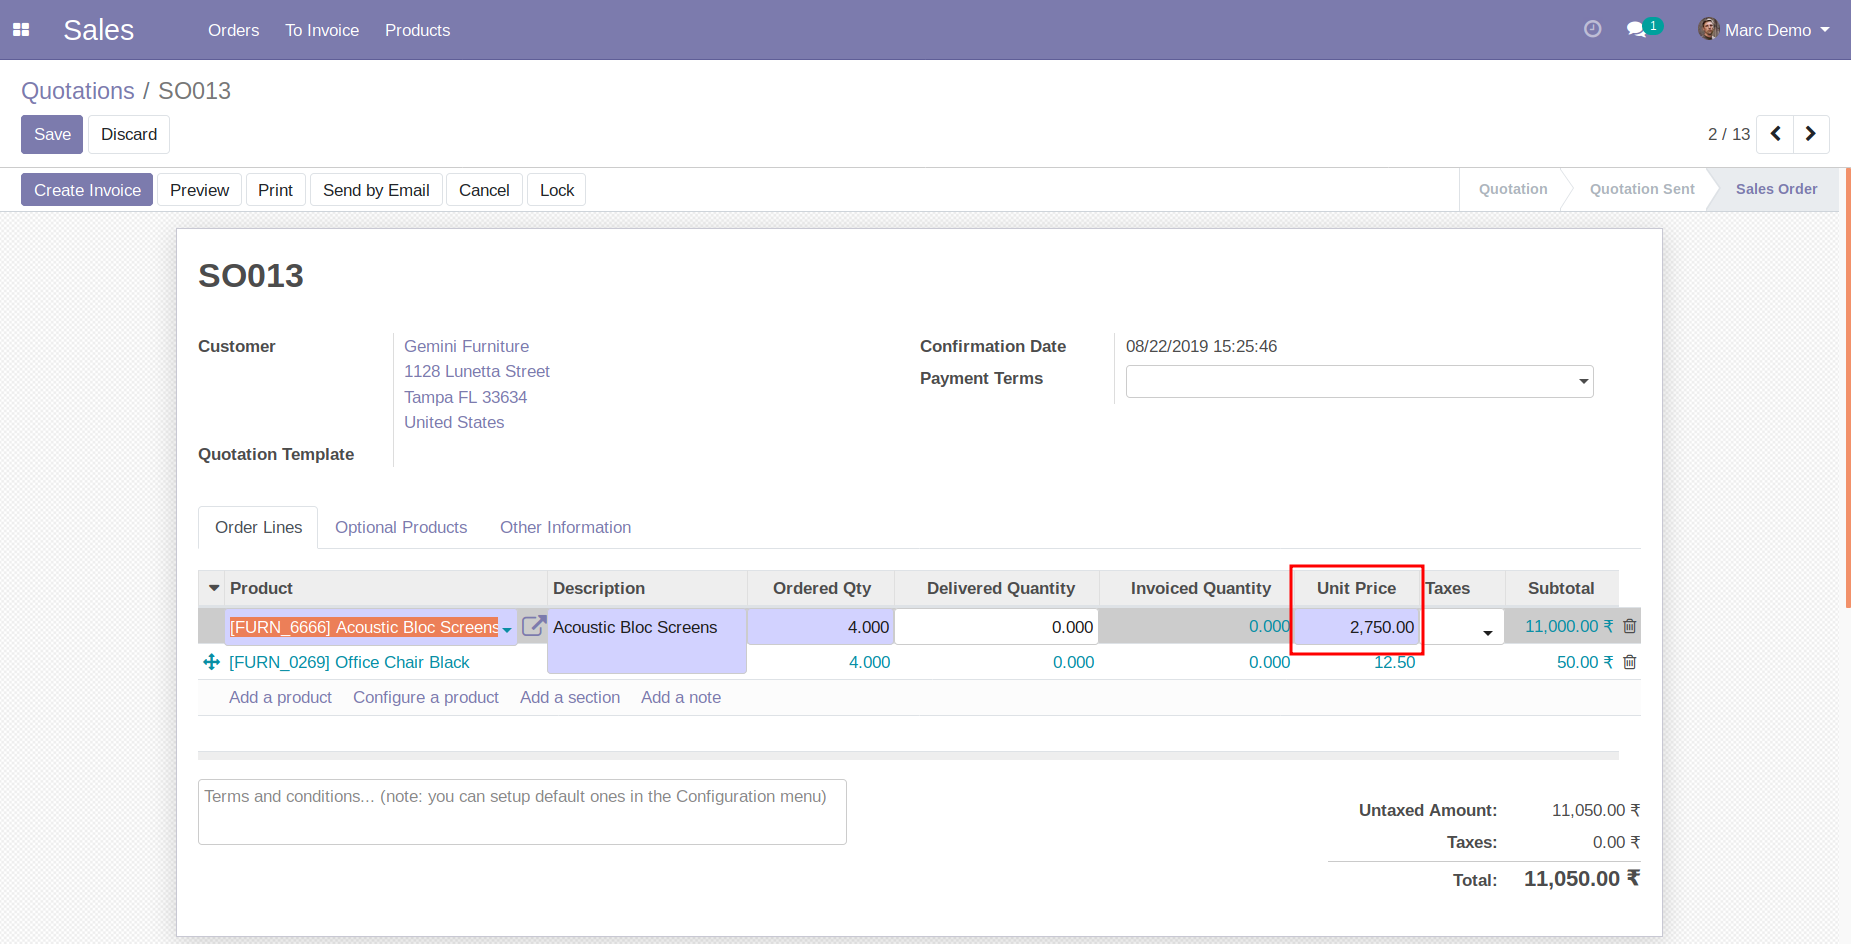 Sales Orders To Invoice Products 1 Marc Demo
Quotations / SO013
Save Discard 2 / 13
Create Invoice Preview Print Send by Email Cancel Lock Quotation Quotation Sent Sales Order
SO013
Customer Gemini Furniture Confirmation Date 08/22/2019 15:25:46
1128 Lunetta Street Payment Terms
Tampa FL 33634
United States
Quotation Template
Order Lines Optional Products Other Information
Product Description Ordered Qty Delivered Quantity Invoiced Quantity Unit Price Taxes Subtotal
[FURN_6666] Acoustic Bloc Screens Acoustic Bloc Screens 4.000 0.000 0.000 2,750.00 11,000.00 ₹
[FURN_0269] Office Chair Black 4.000 0.000 0.000 12.50 50.00 ₹
Add a product Configure a product Add a section Add a note
Terms and conditions... (note: you can setup default ones in the Configuration menu)
Untaxed Amount: 11,050.00 ₹
Taxes: 0.00 ₹
Total: 11,050.00 ₹